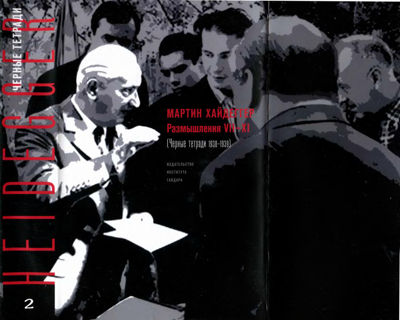 HEIDEGGER
ЧЕРНЫЕ ТЕТРАДИ
2
МАРТИН ХАЙДЕГГЕР
Размышления VII–XI
(Черные тетради 1938–1939)
ИЗДАТЕЛЬСТВО
ИНСТИТУТА
ГАЙДАРА